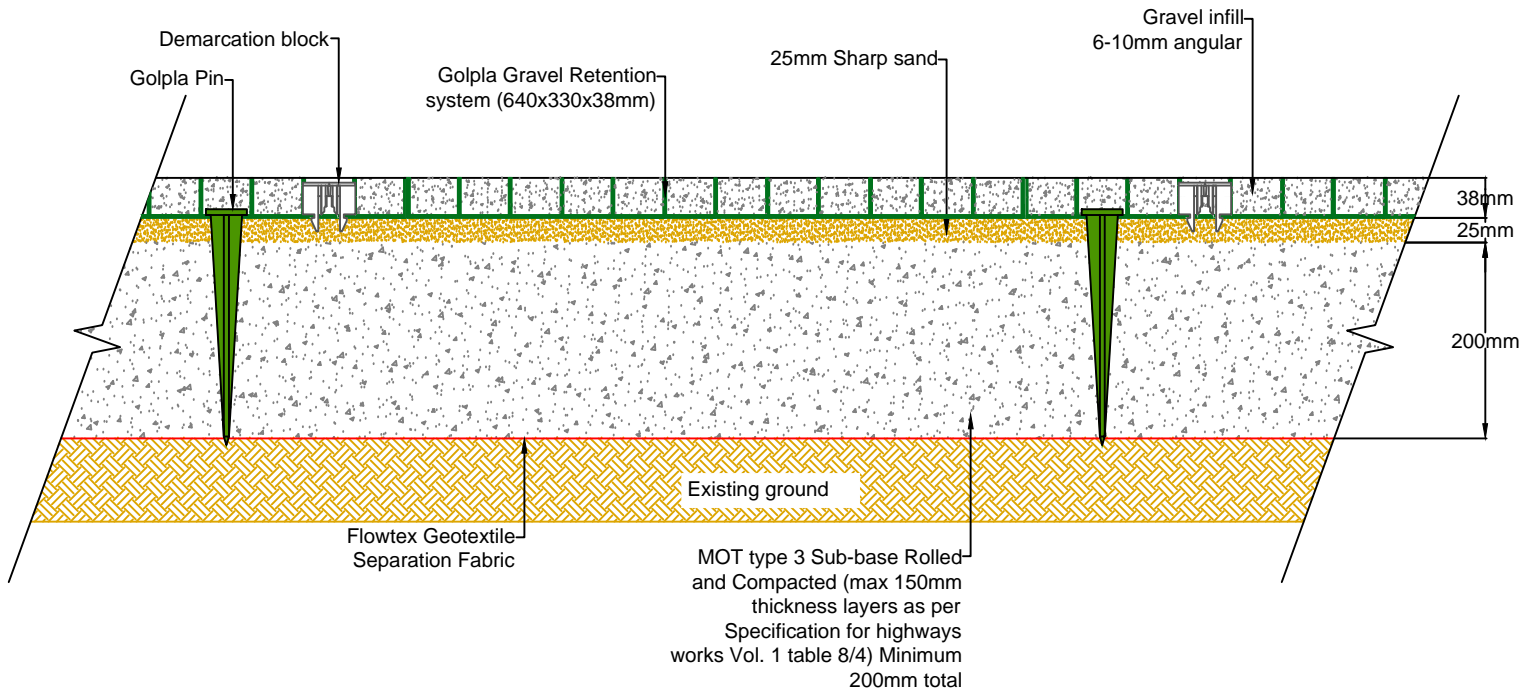 Gravel infill
6-10mm angular
Demarcation block
25mm Sharp sand
Golpla Pin
Golpla Gravel Retention
system (640x330x38mm)
38mm
25mm
200mm
Existing ground
Flowtex Geotextile
Separation Fabric
MOT type 3 Sub-base Rolled
and Compacted (max 150mm
thickness layers as per
Specification for highways
works Vol. 1 table 8/4) Minimum
200mm total